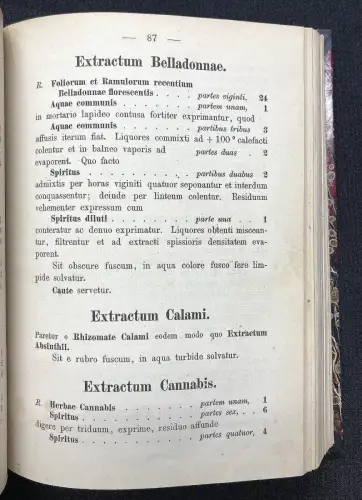 — 87 —
Extractum Belladonnae.
R. Foliorum et Ramulorum recentium
Belladonnae florescentis . . . . . partes viginti, 24
Aquae communis . . . . . . . partem unam, 1
in mortario lapideo contusa fortiter exprimantur, quod
Aquae communis . . . . . . . partibus tribus 3
affusis iterum fiat. Liquores commixti ad + 100° calefacti
colentur et in balneo vaporis ad . . . partes duas . 2
evaporent. Quo facto
Spiritus . . . . . . . . . . partibus duabus 2
admixtis per horas viginti quatuor seponantur et interdum
conquassentur; deinde per linteum colentur. Residuum
vehementer expressum cum
Spiritus diluti . . . . . . . . parte una . . 1
conteratur ac denuo exprimatur. Liquores obtenti miscean-
tur, filtrentur et ad extracti spissioris densitatem eva-
porent.
Sit obscure fuscum, in aqua colore fusco fere lim-
pide solvatur.
Caute servetur.
Extractum Calami.
Paretur e Rhizomate Calami eodem modo quo Extractum
Absinthii.
Sit e rubro fuscum, in aqua turbide solvatur.
Extractum Cannabis.
R. Herbae Cannabis . . . . . . . partem unam, 1
Spiritus . . . . . . . . . . . partes sex, . . 6
digere per triduum, exprime, residuo affunde
Spiritus . . . . . . . . . . partes quatuor, 4